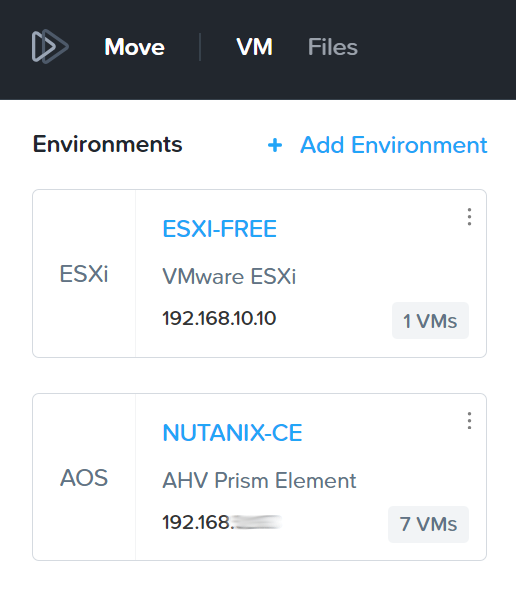 Move VM Files
Environments + Add Environment
ESXi
ESXI-FREE
VMware ESXi
192.168.10.10
1 VMs
AOS
NUTANIX-CE
AHV Prism Element
192.168.
7 VMs